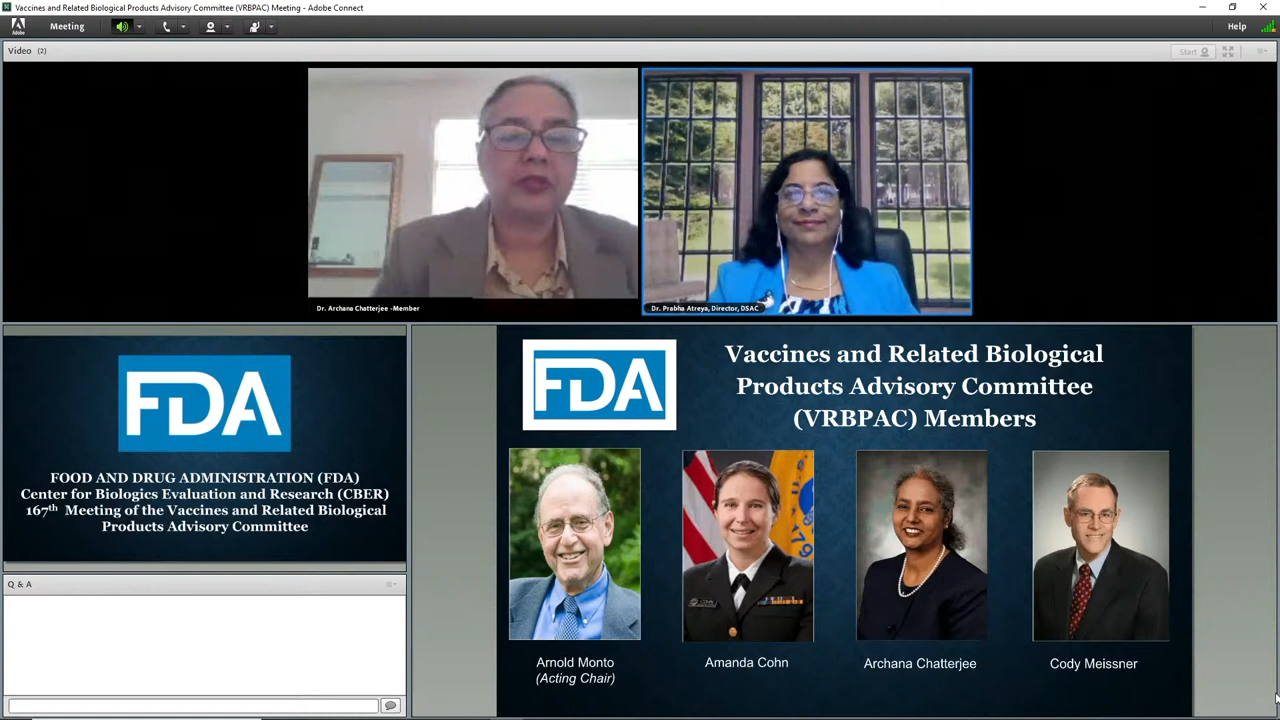 Vaccines and Related Biological Products Advisory Committee (VRBPAC) Meeting - Adobe Connect
Adobe
Meeting
Help
Video (2)
Start
Dr. Archana Chatterjee -Member
Dr. Prabha Atreya, Director, DSAC
FDA
FOOD AND DRUG ADMINISTRATION (FDA)
Center for Biologics Evaluation and Research (CBER)
167th Meeting of the Vaccines and Related Biological
Products Advisory Committee
Q & A
FDA
Vaccines and Related Biological
Products Advisory Committee
(VRBPAC) Members
Arnold Monto
(Acting Chair)
Amanda Cohn
Archana Chatterjee
Cody Meissner